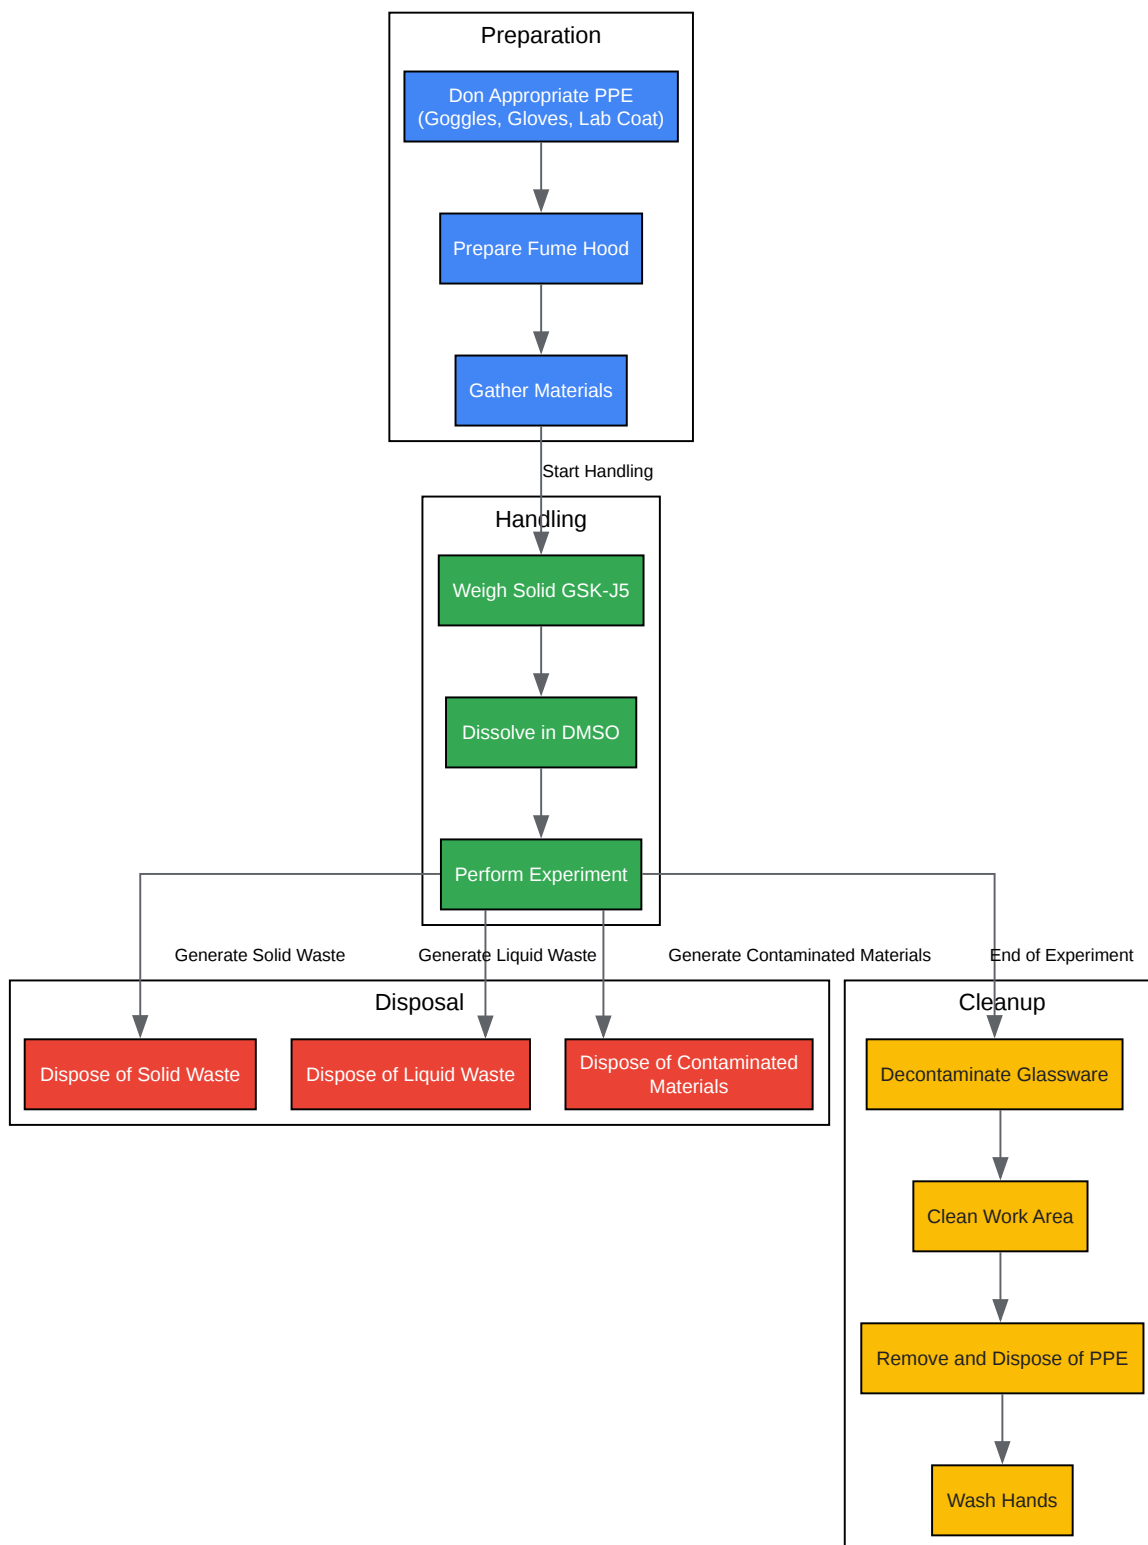 Preparation
Don Appropriate PPE
(Goggles, Gloves, Lab Coat)
Prepare Fume Hood
Gather Materials
Start Handling
Handling
Weigh Solid GSK-J5
Dissolve in DMSO
Perform Experiment
Generate Solid Waste
Generate Liquid Waste
Generate Contaminated Materials
End of Experiment
Disposal
Dispose of Solid Waste
Dispose of Liquid Waste
Dispose of Contaminated
Materials
Cleanup
Decontaminate Glassware
Clean Work Area
Remove and Dispose of PPE
Wash Hands